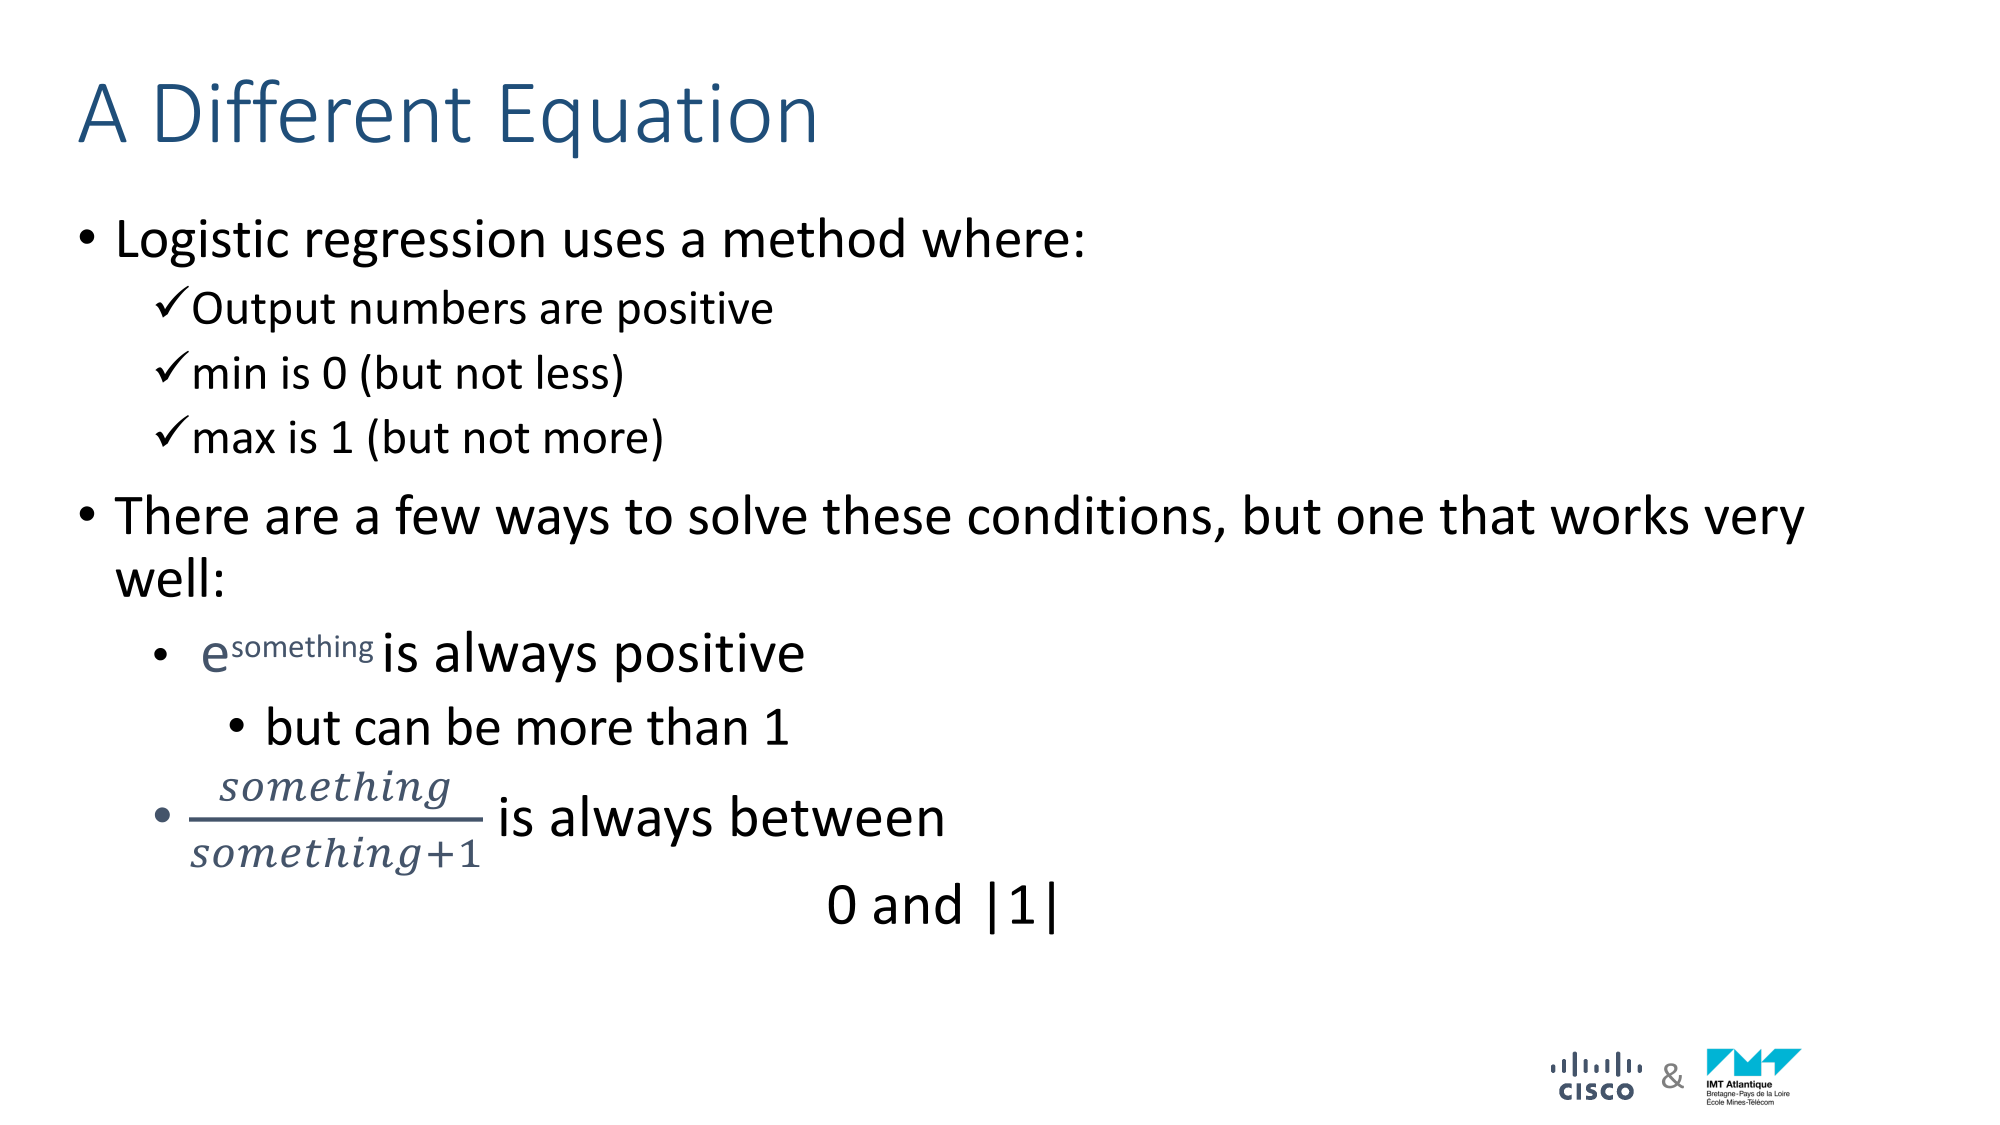 A Different Equation
• Logistic regression uses a method where:
✓Output numbers are positive
✓min is 0 (but not less)
✓max is 1 (but not more)
• There are a few ways to solve these conditions, but one that works very
well:
• e^something is always positive
• but can be more than 1
• something/something+1 is always between
0 and |1|
CISCO & IMT Atlantique
Bretagne-Pays de la Loire
École Mines-Télécom